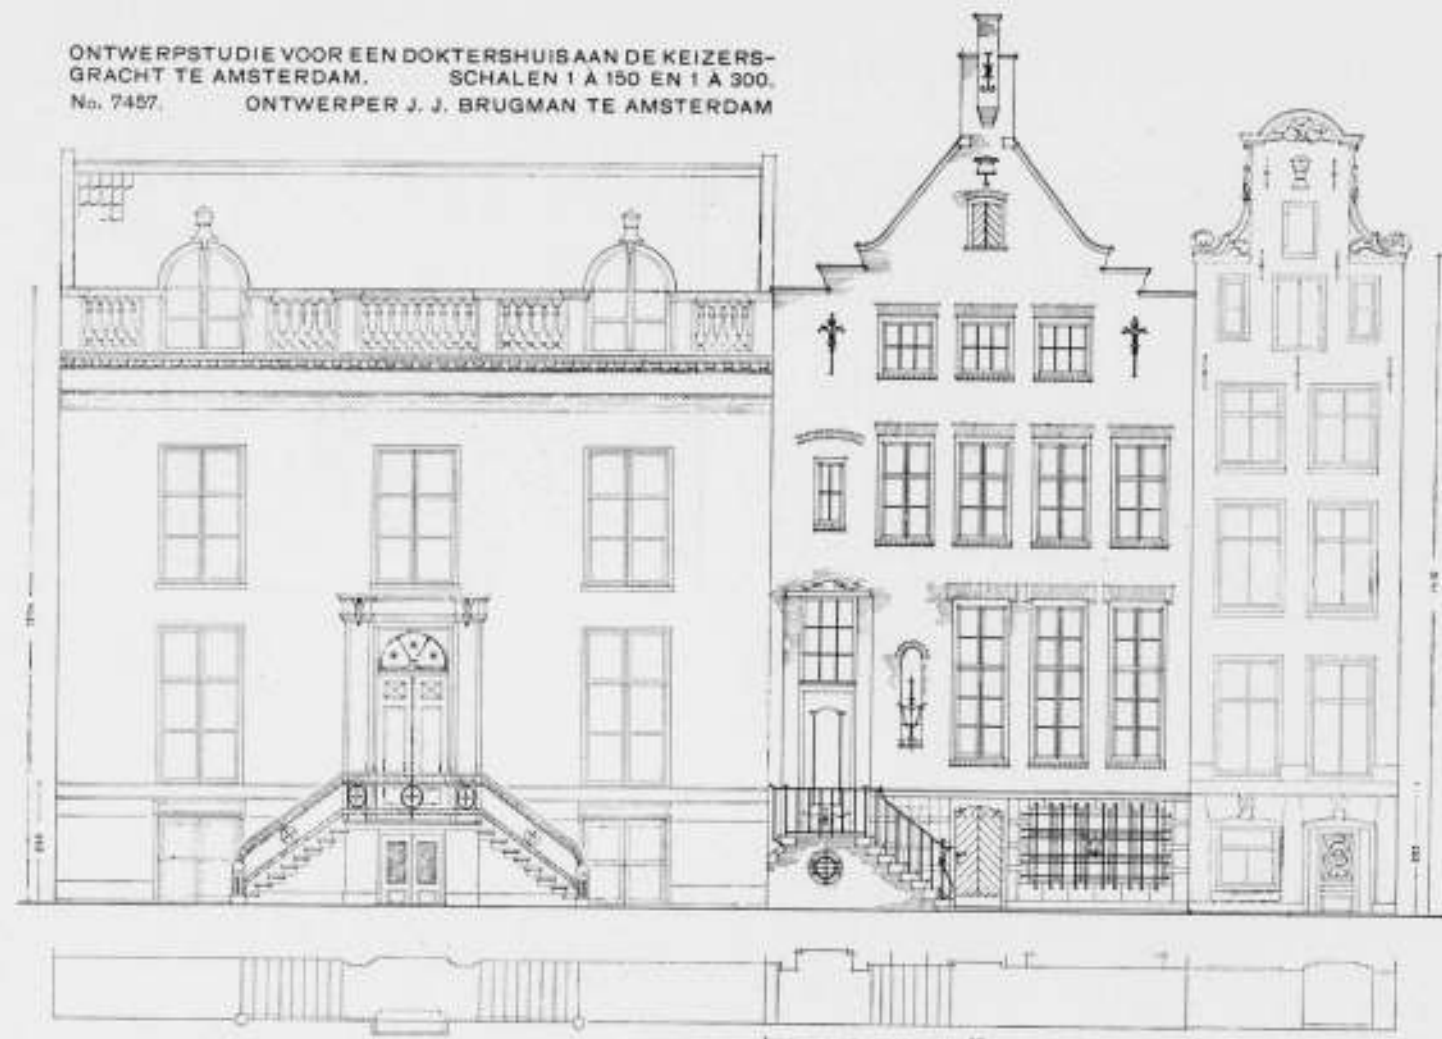 ONTWERPSTUDIE VOOR EEN DOKTERSHUIS AAN DE KEIZERS-
GRACHT TE AMSTERDAM. SCHALEN 1 À 150 EN 1 À 300.
No. 7457. ONTWERPER J. J. BRUGMAN TE AMSTERDAM